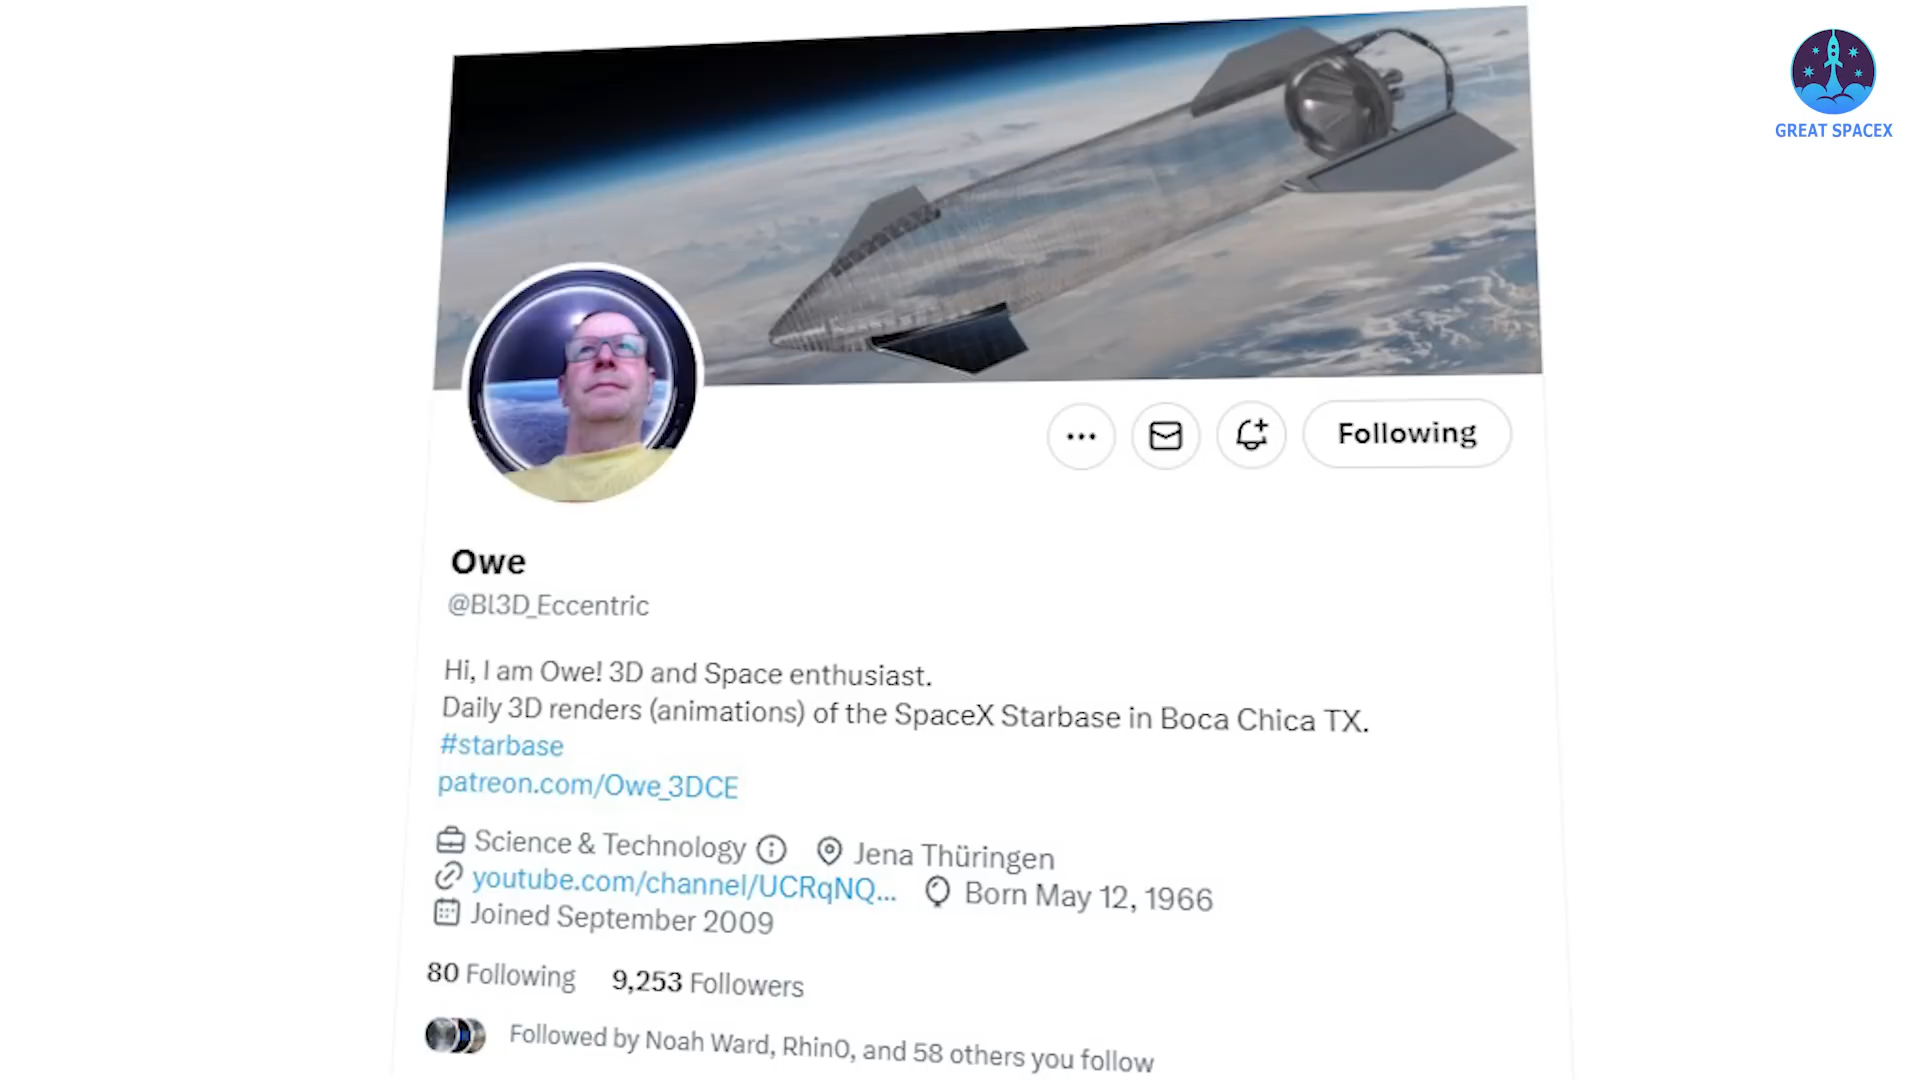 GREAT SPACEX
Following
Owe
@Bl3D_Eccentric
Hi, I am Owe! 3D and Space enthusiast.
Daily 3D renders (animations) of the SpaceX Starbase in Boca Chica TX.
#starbase
patreon.com/Owe_3DCE
Science & Technology Jena Thüringen
youtube.com/channel/UCRqNQ... Born May 12, 1966
Joined September 2009
80 Following 9,253 Followers
Followed by Noah Ward, Rhin0, and 58 others you follow